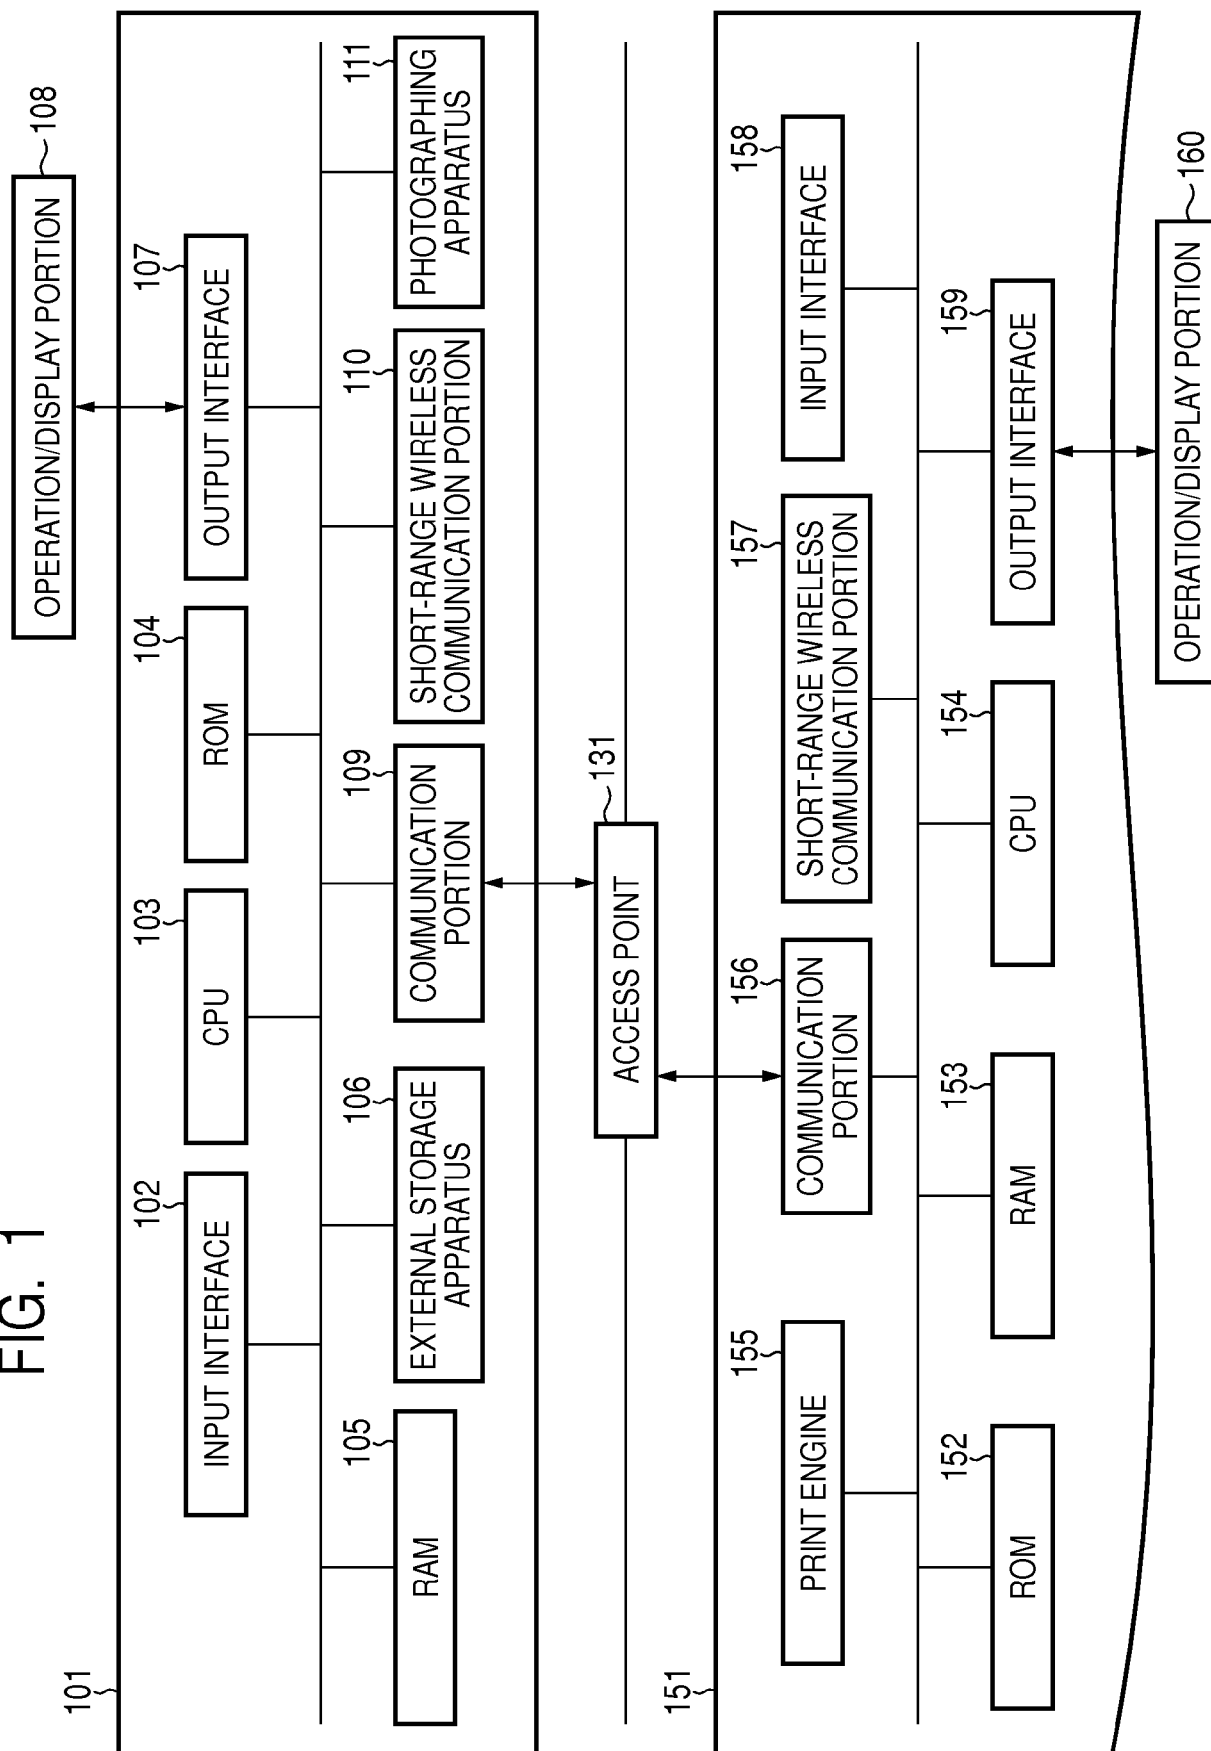 FIG. 1
108
OPERATION/DISPLAY PORTION
101
102
INPUT INTERFACE
103
CPU
104
ROM
107
OUTPUT INTERFACE
105
RAM
106
EXTERNAL STORAGE
APPARATUS
109
COMMUNICATION
PORTION
110
SHORT-RANGE WIRELESS
COMMUNICATION PORTION
111
PHOTOGRAPHING
APPARATUS
131
ACCESS POINT
151
155
PRINT ENGINE
156
COMMUNICATION
PORTION
157
SHORT-RANGE WIRELESS
COMMUNICATION PORTION
158
INPUT INTERFACE
152
ROM
153
RAM
154
CPU
159
OUTPUT INTERFACE
160
OPERATION/DISPLAY PORTION